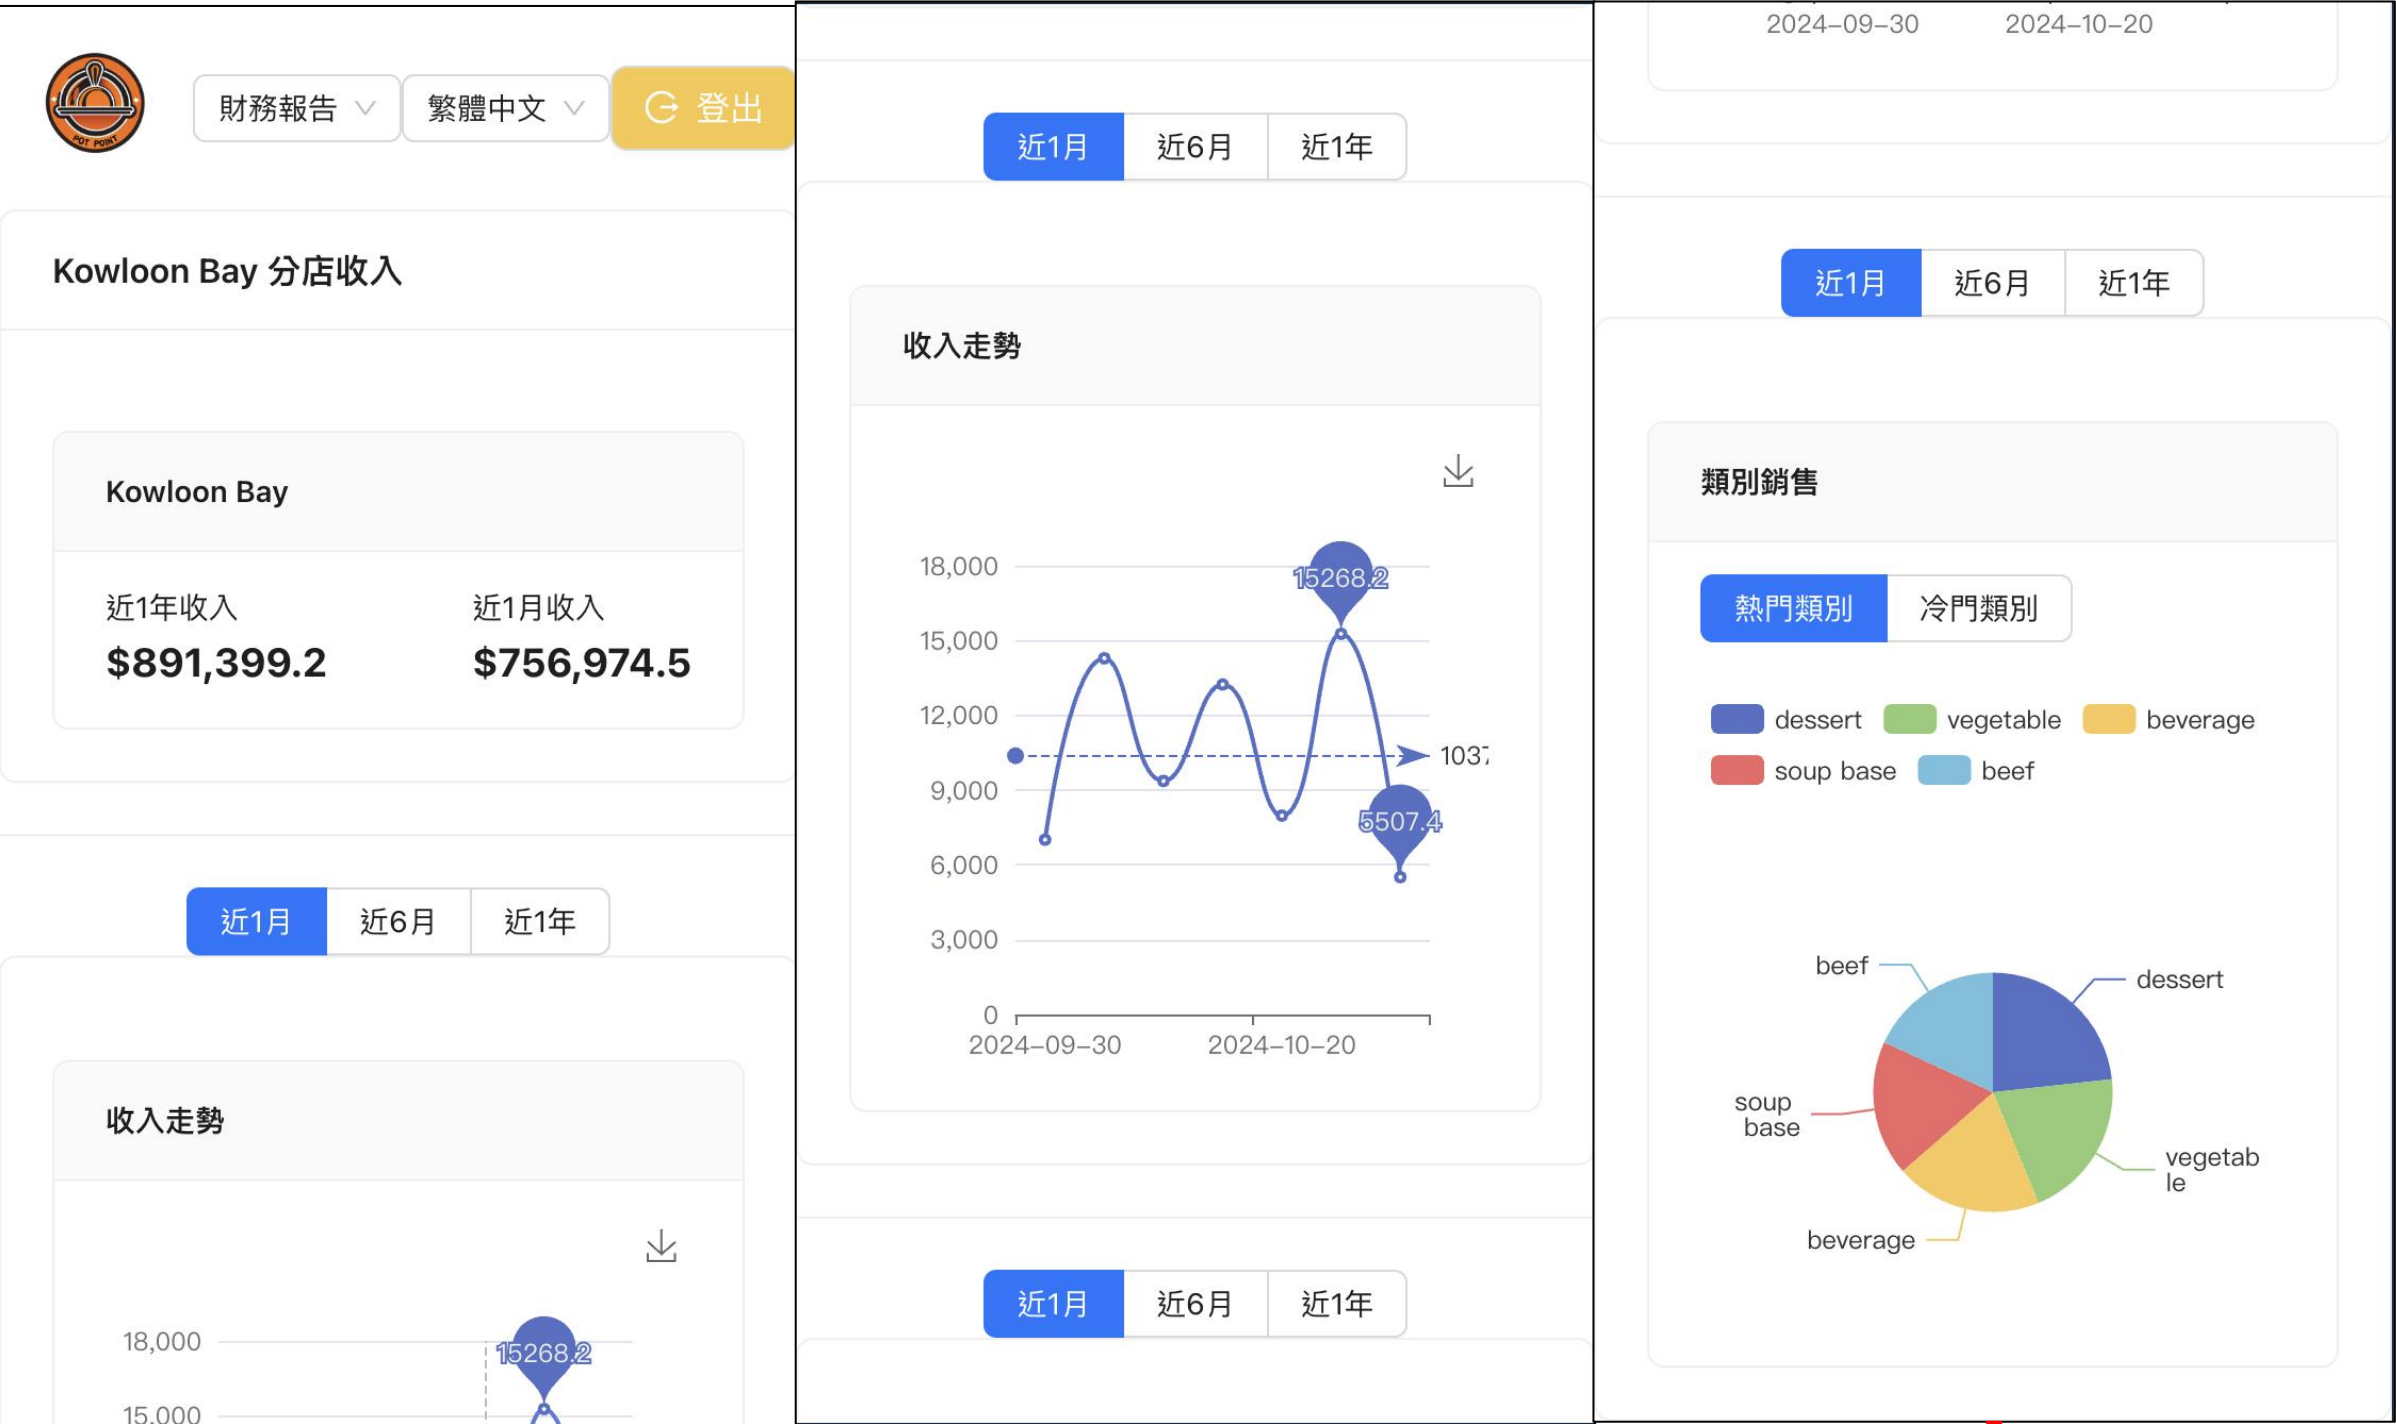 POT POINT
財務報告
繁體中文
登出
Kowloon Bay 分店收入
Kowloon Bay
近1年收入 近1月收入
$891,399.2 $756,974.5
近1月 近6月 近1年
收入走勢
18,000
15268.2
15,000
近1月 近6月 近1年
收入走勢
18,000
15268.2
15,000
12,000
9,000
5507.4
6,000
3,000
0
2024-09-30 2024-10-20
近1月 近6月 近1年
2024-09-30 2024-10-20
近1月 近6月 近1年
類別銷售
熱門類別 冷門類別
dessert vegetable beverage
soup base beef
beef
dessert
soup
base
vegetab
le
beverage